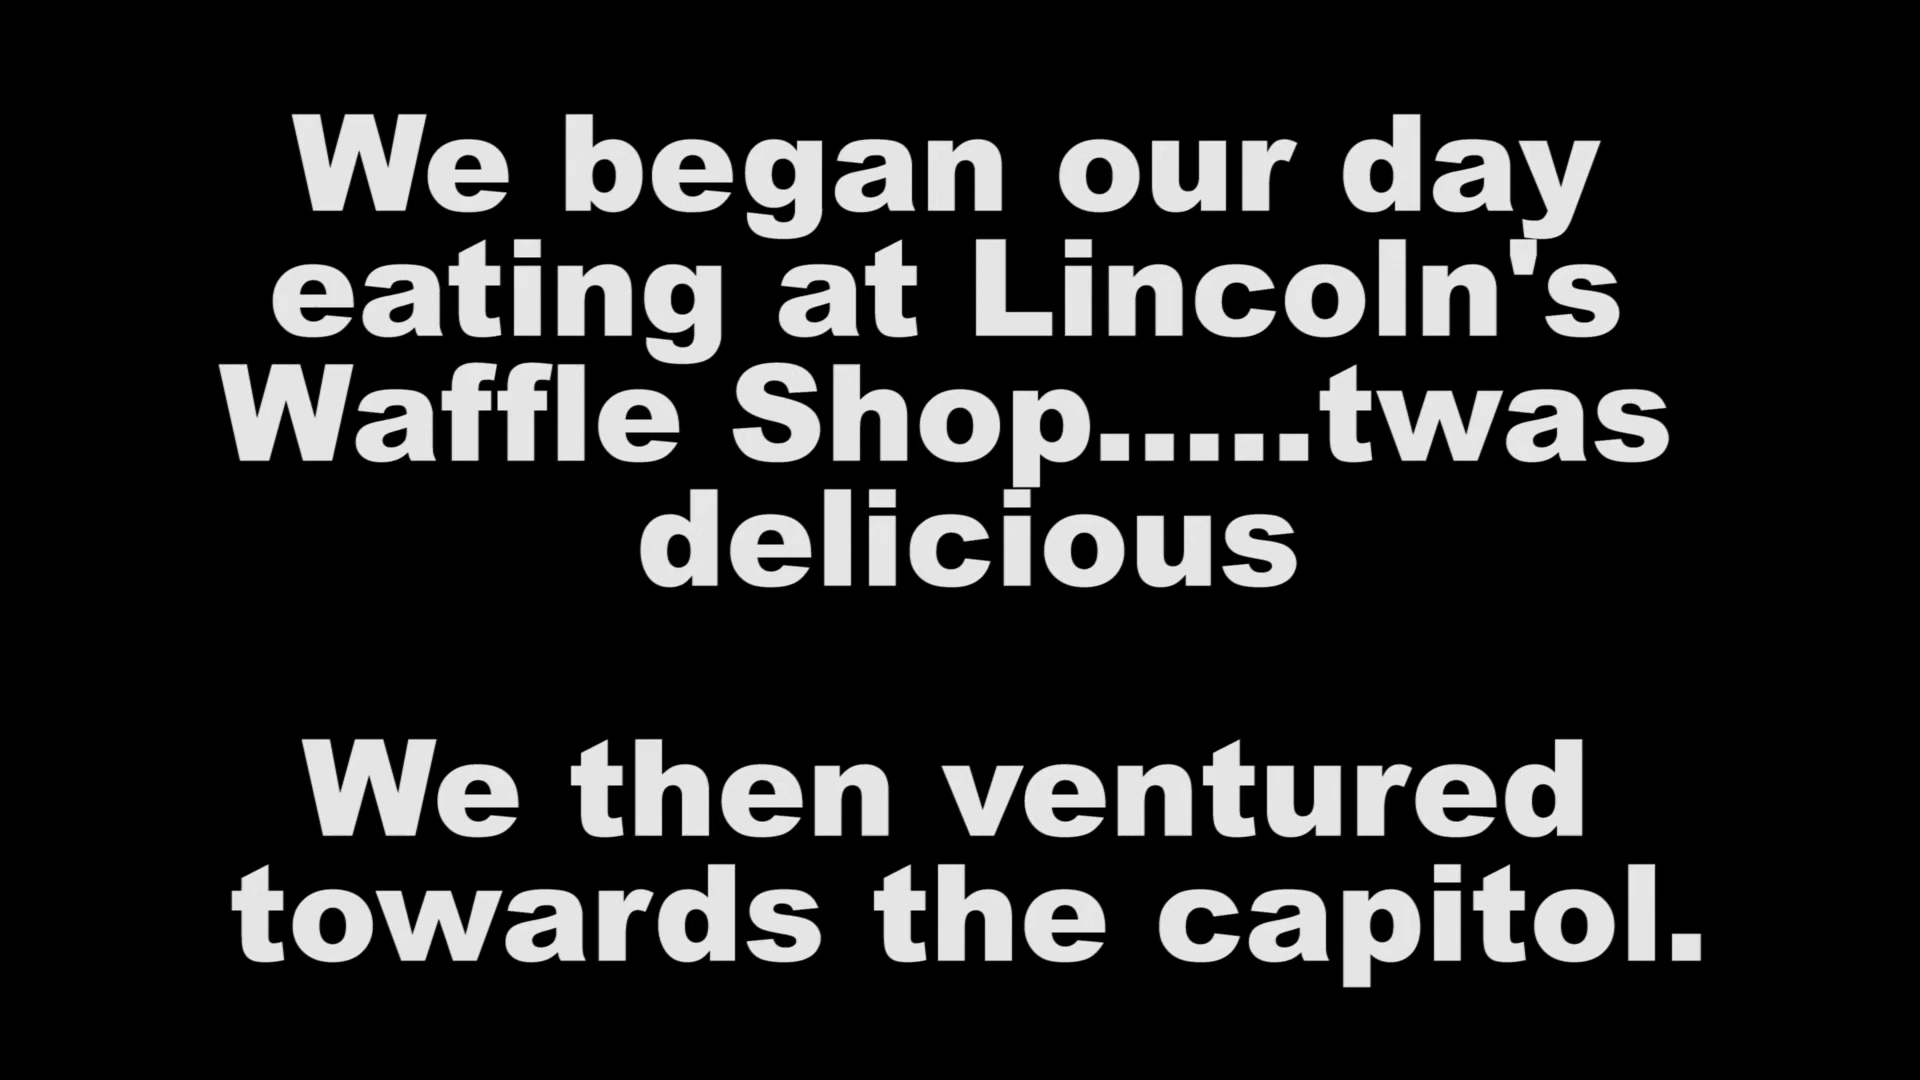 We began our day
eating at Lincoln's
Waffle Shop.....twas
delicious
We then ventured
towards the capitol.